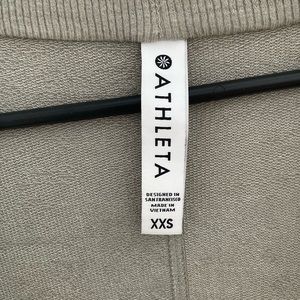 ATHLETA
DESIGNED IN
SAN FRANCISCO
MADE IN
VIETNAM
XXS